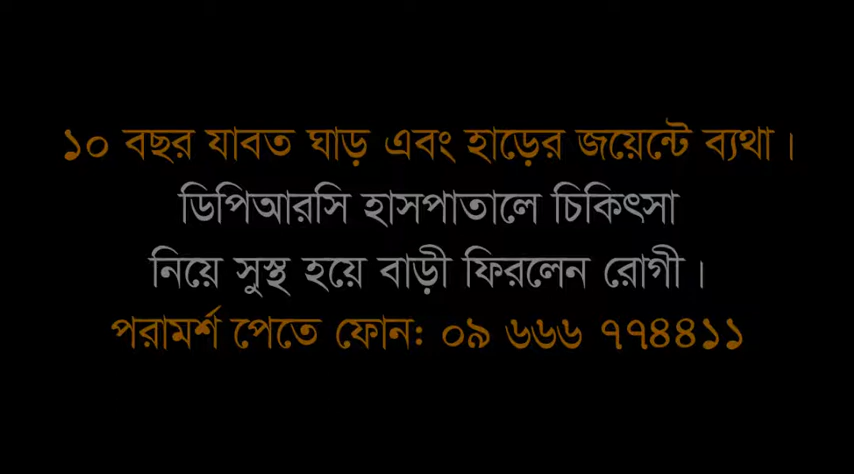 ১০ বছর যাবত ঘাড় এবং হাড়ের জয়েন্টে ব্যথা।
ডিপিআরসি হাসপাতালে চিকিৎসা
নিয়ে সুস্থ হয়ে বাড়ী ফিরলেন রোগী।
পরামর্শ পেতে ফোন: ০৯ ৬৬৬ ৭৭৪৪১১